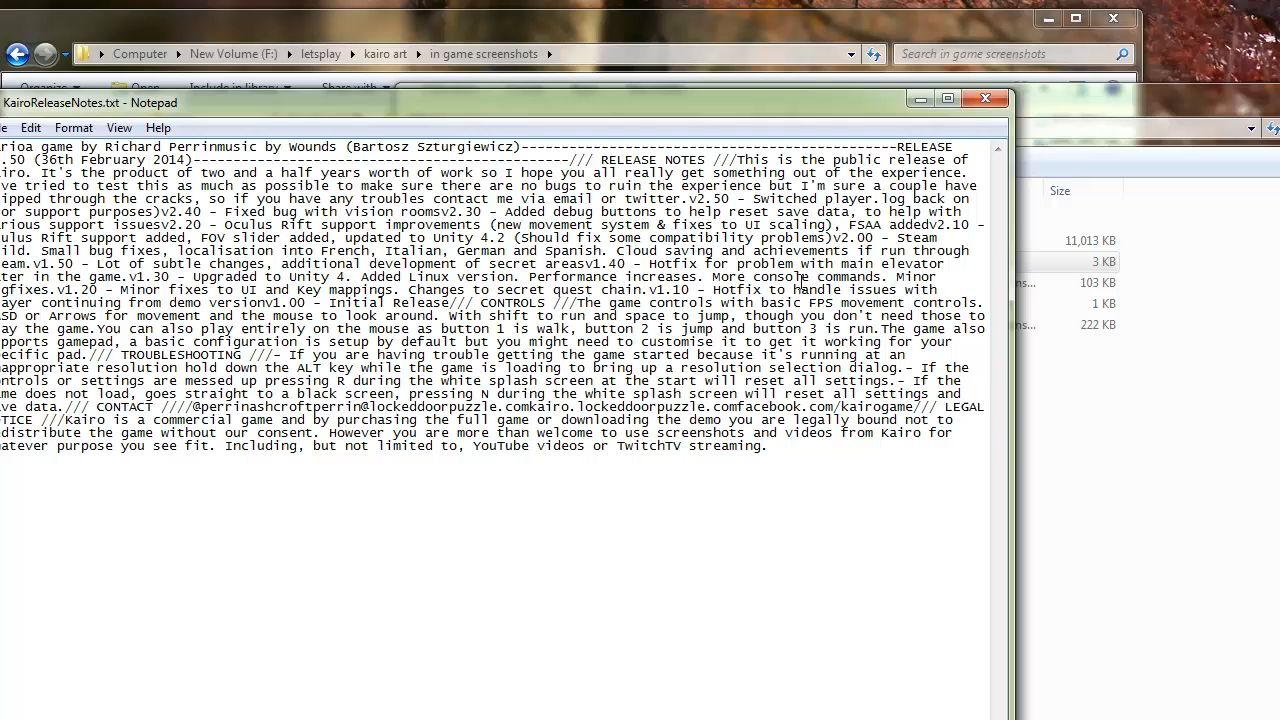 Computer New Volume (F:) letsplay kairo art in game screenshots Search in game screenshots
Organize Open Include in library Share with
KairoReleaseNotes.txt - Notepad
Edit Format View Help
airoa game by Richard Perrinmusic by Wounds (Bartosz Szturgiewicz)----------------------------------------------RELEASE
.50 (36th February 2014)----------------------------------------------/// RELEASE NOTES ///This is the public release of
iro. It's the product of two and a half years worth of work so I hope you all really get something out of the experience.
ve tried to test this as much as possible to make sure there are no bugs to ruin the experience but I'm sure a couple have
ipped through the cracks, so if you have any troubles contact me via email or twitter.v2.50 - Switched player.log back on
or support purposes)v2.40 - Fixed bug with vision roomsv2.30 - Added debug buttons to help reset save data, to help with
rious support issuesv2.20 - Oculus Rift support improvements (new movement system & fixes to UI scaling), FSAA addedv2.10 -
ulus Rift support added, FOV slider added, updated to Unity 4.2 (Should fix some compatibility problems)v2.00 - Steam
ild. Small bug fixes, localisation into French, Italian, German and Spanish. Cloud saving and achievements if run through
eam.v1.50 - Lot of subtle changes, additional development of secret areasv1.40 - Hotfix for problem with main elevator
ter in the game.v1.30 - Upgraded to Unity 4. Added Linux version. Performance increases. More console commands. Minor
gfixes.v1.20 - Minor fixes to UI and Key mappings. Changes to secret quest chain.v1.10 - Hotfix to handle issues with
ayer continuing from demo versionv1.00 - Initial Release/// CONTROLS ///The game controls with basic FPS movement controls.
SD or Arrows for movement and the mouse to look around. With shift to run and space to jump, though you don't need those to
ay the game.You can also play entirely on the mouse as button 1 is walk, button 2 is jump and button 3 is run.The game also
pports gamepad, a basic configuration is setup by default but you might need to customise it to get it working for your
ecific pad./// TROUBLESHOOTING ///- If you are having trouble getting the game started because it's running at an
appropriate resolution hold down the ALT key while the game is loading to bring up a resolution selection dialog.- If the
ntrols or settings are messed up pressing R during the white splash screen at the start will reset all settings.- If the
me does not load, goes straight to a black screen, pressing N during the white splash screen will reset all settings and
ve data./// CONTACT ////@perrinashcroftperrin@lockeddoorpuzzle.comkairo.lockeddoorpuzzle.comfacebook.com/kairogame/// LEGAL
TICE ///Kairo is a commercial game and by purchasing the full game or downloading the demo you are legally bound not to
distribute the game without our consent. However you are more than welcome to use screenshots and videos from Kairo for
atever purpose you see fit. Including, but not limited to, YouTube videos or TwitchTV streaming.
Size
11,013 KB
3 KB
ns... 103 KB
1 KB
ns... 222 KB